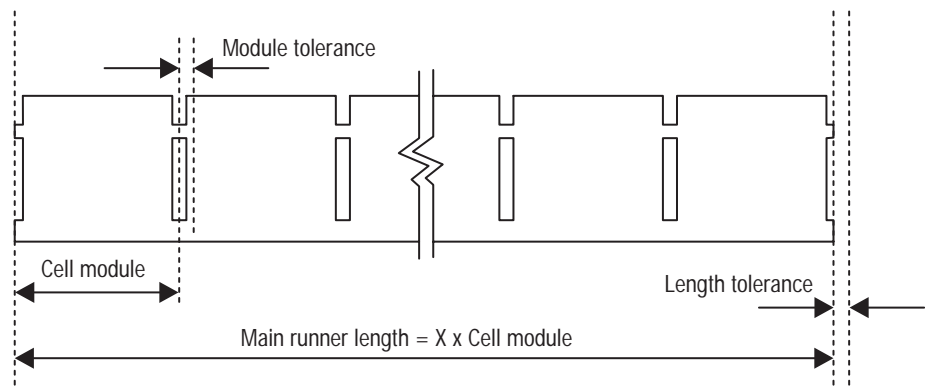 Module tolerance
Cell module
Length tolerance
Main runner length = X x Cell module